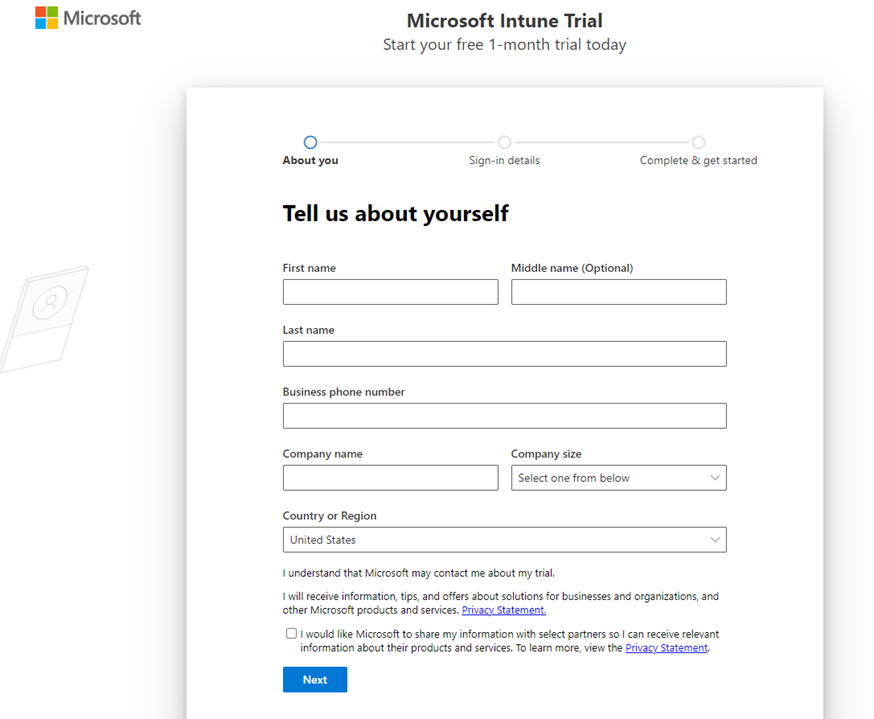 Microsoft
Microsoft Intune Trial
Start your free 1-month trial today
About you
Sign-in details
Complete & get started
Tell us about yourself
First name
Middle name (Optional)
Last name
Business phone number
Company name
Company size
Select one from below
Country or Region
United States
I understand that Microsoft may contact me about my trial.
I will receive information, tips, and offers about solutions for businesses and organizations, and
other Microsoft products and services. Privacy Statement.
I would like Microsoft to share my information with select partners so I can receive relevant
information about their products and services. To learn more, view the Privacy Statement.
Next